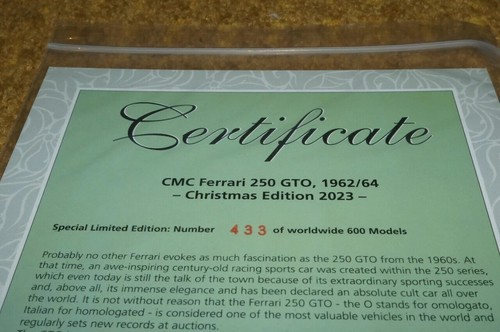 Certificate
CMC Ferrari 250 GTO, 1962/64
– Christmas Edition 2023 –
Special Limited Edition: Number 433 of worldwide 600 Models
Probably no other Ferrari evokes as much fascination as the 250 GTO from the 1960s. At
that time, an awe-inspiring century-old racing sports car was created within the 250 series,
which even today is still the talk of the town because of its extraordinary sporting successes
and, above all, its immense elegance and has been declared an absolute cult car all over
the world. It is not without reason that the Ferrari 250 GTO - the O stands for omologato,
Italian for homologated - is considered one of the most valuable vehicles in the world and
regularly sets new records at auctions.